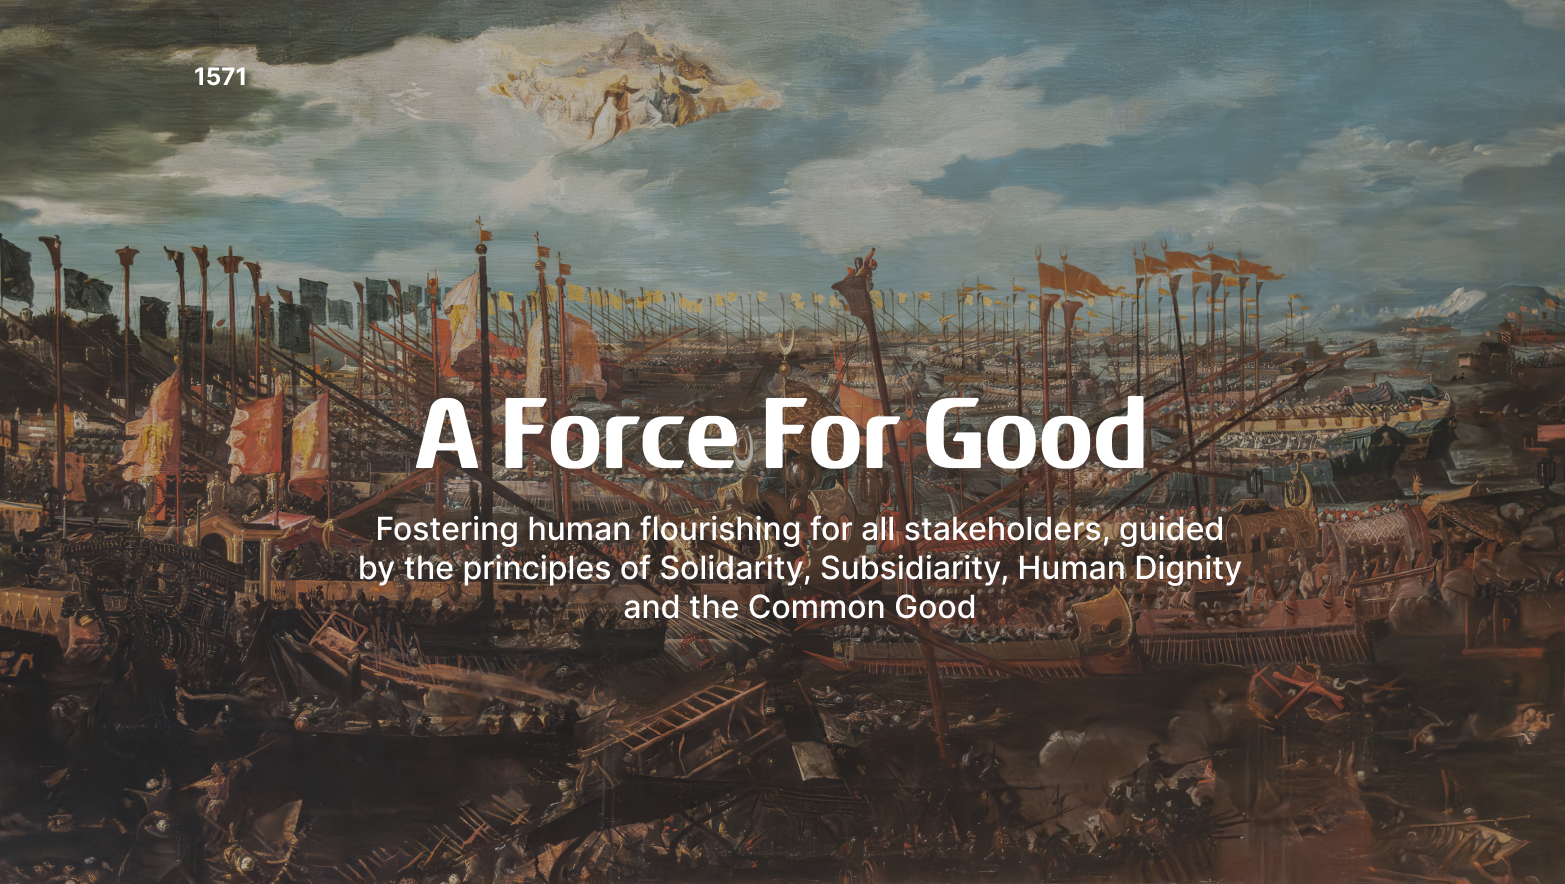 1571
A Force For Good
Fostering human flourishing for all stakeholders, guided
by the principles of Solidarity, Subsidiarity, Human Dignity
and the Common Good